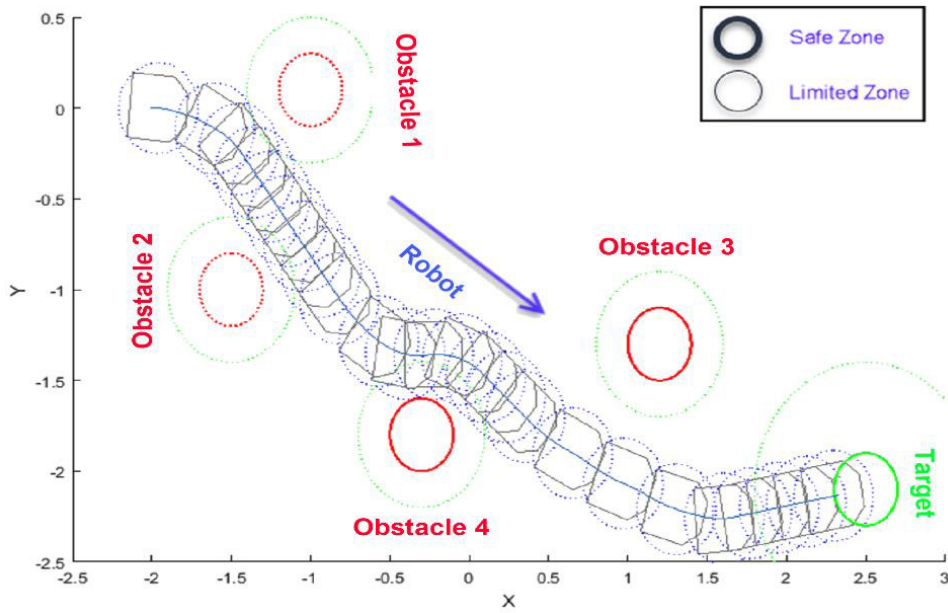 0.5
0
-0.5
-1
-1.5
-2
-2.5
Y
-2.5 -2 -1.5 -1 -0.5 0 0.5 1 1.5 2 2.5 3
X
Obstacle 1
Obstacle 2
Robot
Obstacle 3
Obstacle 4
Target
Safe Zone
Limited Zone